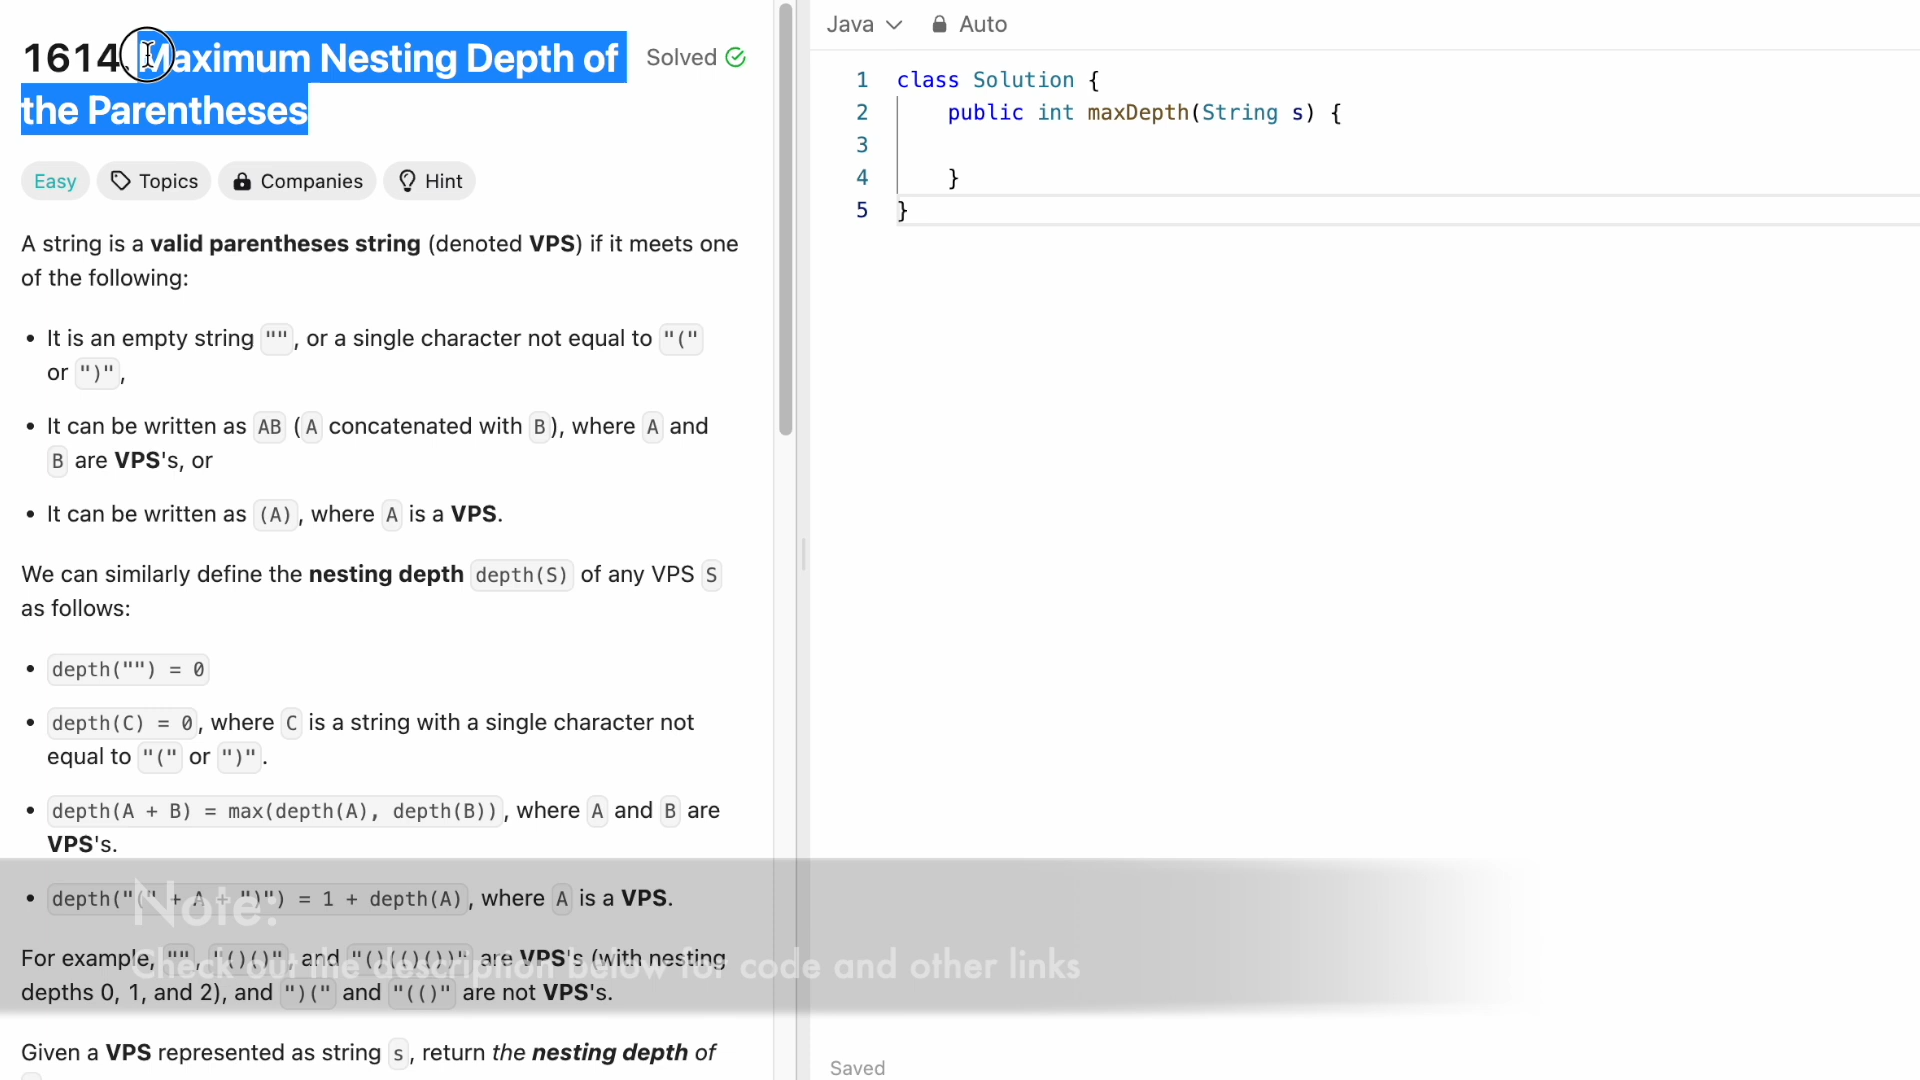 1614. Maximum Nesting Depth of
the Parentheses
Solved
Easy Topics Companies Hint
A string is a valid parentheses string (denoted VPS) if it meets one
of the following:
• It is an empty string "", or a single character not equal to "("
or ")",
• It can be written as AB (A concatenated with B), where A and
B are VPS's, or
• It can be written as (A), where A is a VPS.
We can similarly define the nesting depth depth(S) of any VPS S
as follows:
• depth("") = 0
• depth(C) = 0, where C is a string with a single character not
equal to "(" or ")".
• depth(A + B) = max(depth(A), depth(B)), where A and B are
VPS's.
• depth("(" + A + ")") = 1 + depth(A), where A is a VPS.
For example, "", "()()", and "()(()())" are VPS's (with nesting
depths 0, 1, and 2), and ")(" and "(()" are not VPS's.
Given a VPS represented as string s, return the nesting depth of
Note:
Check out the description below for code and other links
Java Auto
1 class Solution {
2 public int maxDepth(String s) {
3
4 }
5 }
Saved